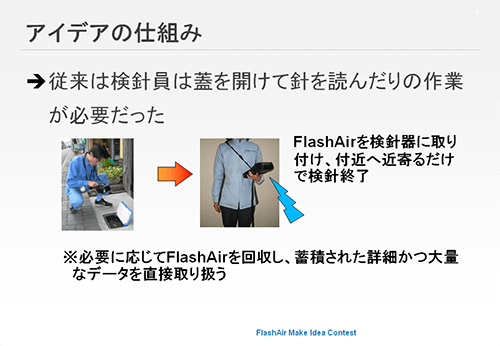 アイデアの仕組み
➔従来は検針員は蓋を開けて針を読んだりの作業
が必要だった
FlashAirを検針器に取り
付け、付近へ近寄るだけ
で検針終了
※必要に応じてFlashAirを回収し、蓄積された詳細かつ大量
なデータを直接取り扱う
FlashAir Make Idea Contest